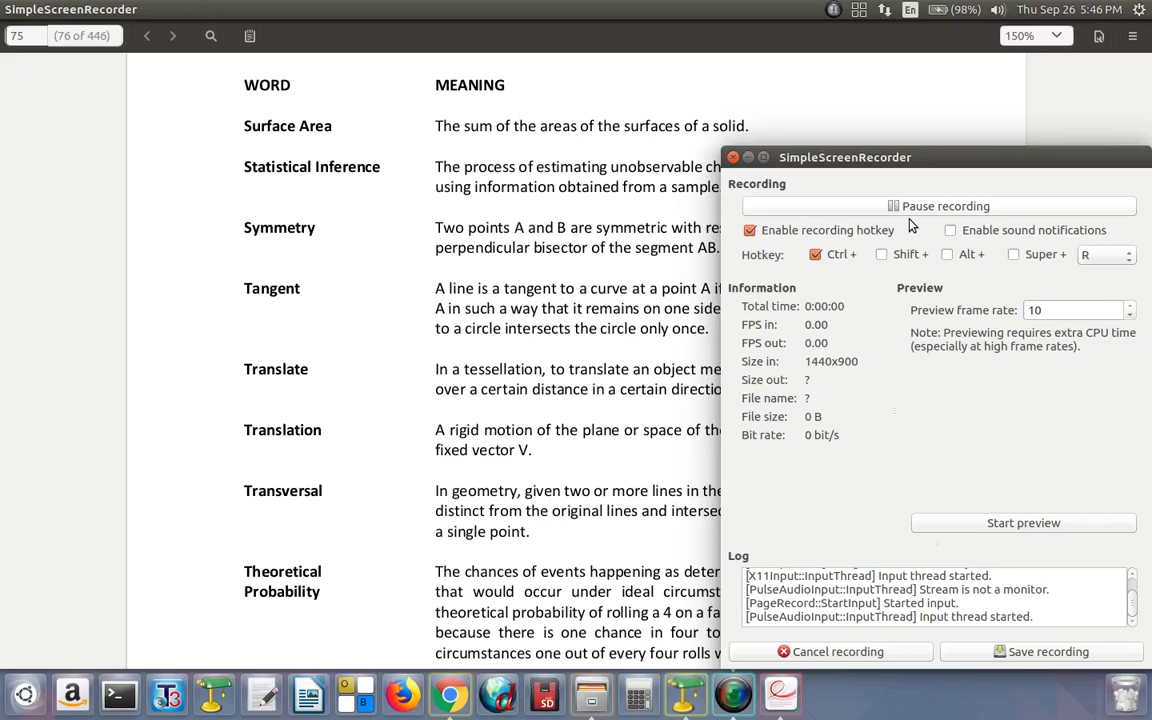 SimpleScreenRecorder
En
(98%)
Thu Sep 26 5:46 PM
75
(76 of 446)
150%
WORD MEANING
Surface Area The sum of the areas of the surfaces of a solid.
Statistical Inference The process of estimating unobservable
using information obtained from a sample.
Symmetry Two points A and B are symmetric with
perpendicular bisector of the segment AB.
Tangent A line is a tangent to a curve at a point A
A in such a way that it remains on one side
to a circle intersects the circle only once.
Translate In a tessellation, to translate an object
over a certain distance in a certain
Translation A rigid motion of the plane or space of the
fixed vector V.
Transversal In geometry, given two or more lines in the
distinct from the original lines and
a single point.
Theoretical The chances of events happening as
Probability that would occur under ideal
theoretical probability of rolling a 4 on a
because there is one chance in four to
circumstances one out of every four rolls
SimpleScreenRecorder
Recording
Pause recording
Enable recording hotkey
Enable sound notifications
Hotkey: Ctrl + Shift + Alt + Super + R
Information
Total time: 0:00:00
FPS in: 0.00
FPS out: 0.00
Size in: 1440x900
Size out: ?
File name: ?
File size: 0 B
Bit rate: 0 bit/s
Preview
Preview frame rate: 10
Note: Previewing requires extra CPU time
(especially at high frame rates).
Start preview
Log
[X11Input::InputThread] Input thread started.
[PulseAudioInput::InputThread] Stream is not a monitor.
[PageRecord::StartInput] Started input.
[PulseAudioInput::InputThread] Input thread started.
Cancel recording
Save recording
SD